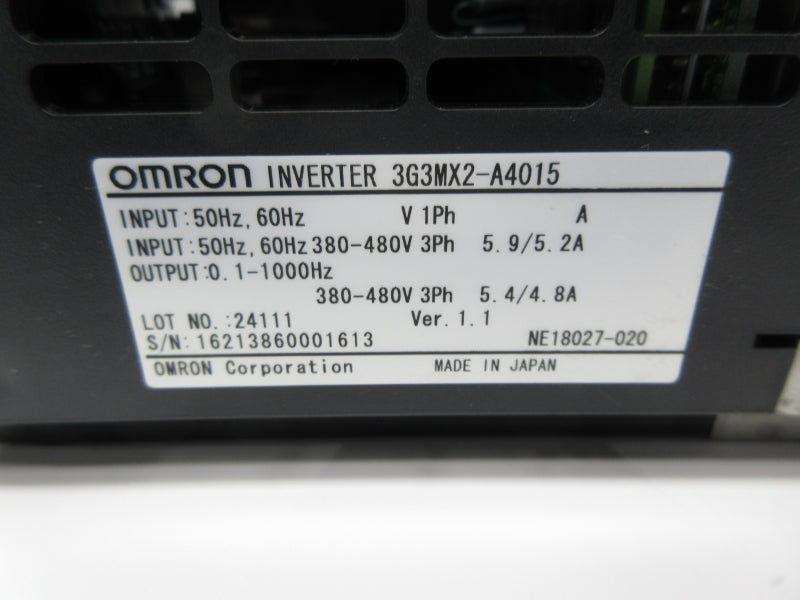 OMRON INVERTER 3G3MX2-A4015
INPUT:50Hz, 60Hz V 1Ph A
INPUT:50Hz, 60Hz 380-480V 3Ph 5.9/5.2A
OUTPUT:0.1-1000Hz
380-480V 3Ph 5.4/4.8A
LOT NO.:24111 Ver.1.1
S/N:16213860001613 NE18027-020
OMRON Corporation MADE IN JAPAN